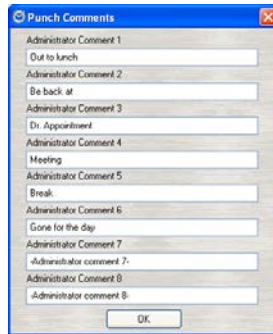 Punch Comments
Administrator Comment 1
Out to lunch
Administrator Comment 2
Be back at
Administrator Comment 3
Dr. Appointment
Administrator Comment 4
Meeting
Administrator Comment 5
Break
Administrator Comment 6
Gone for the day
Administrator Comment 7
-Administrator comment 7-
Administrator Comment 8
-Administrator comment 8-
OK